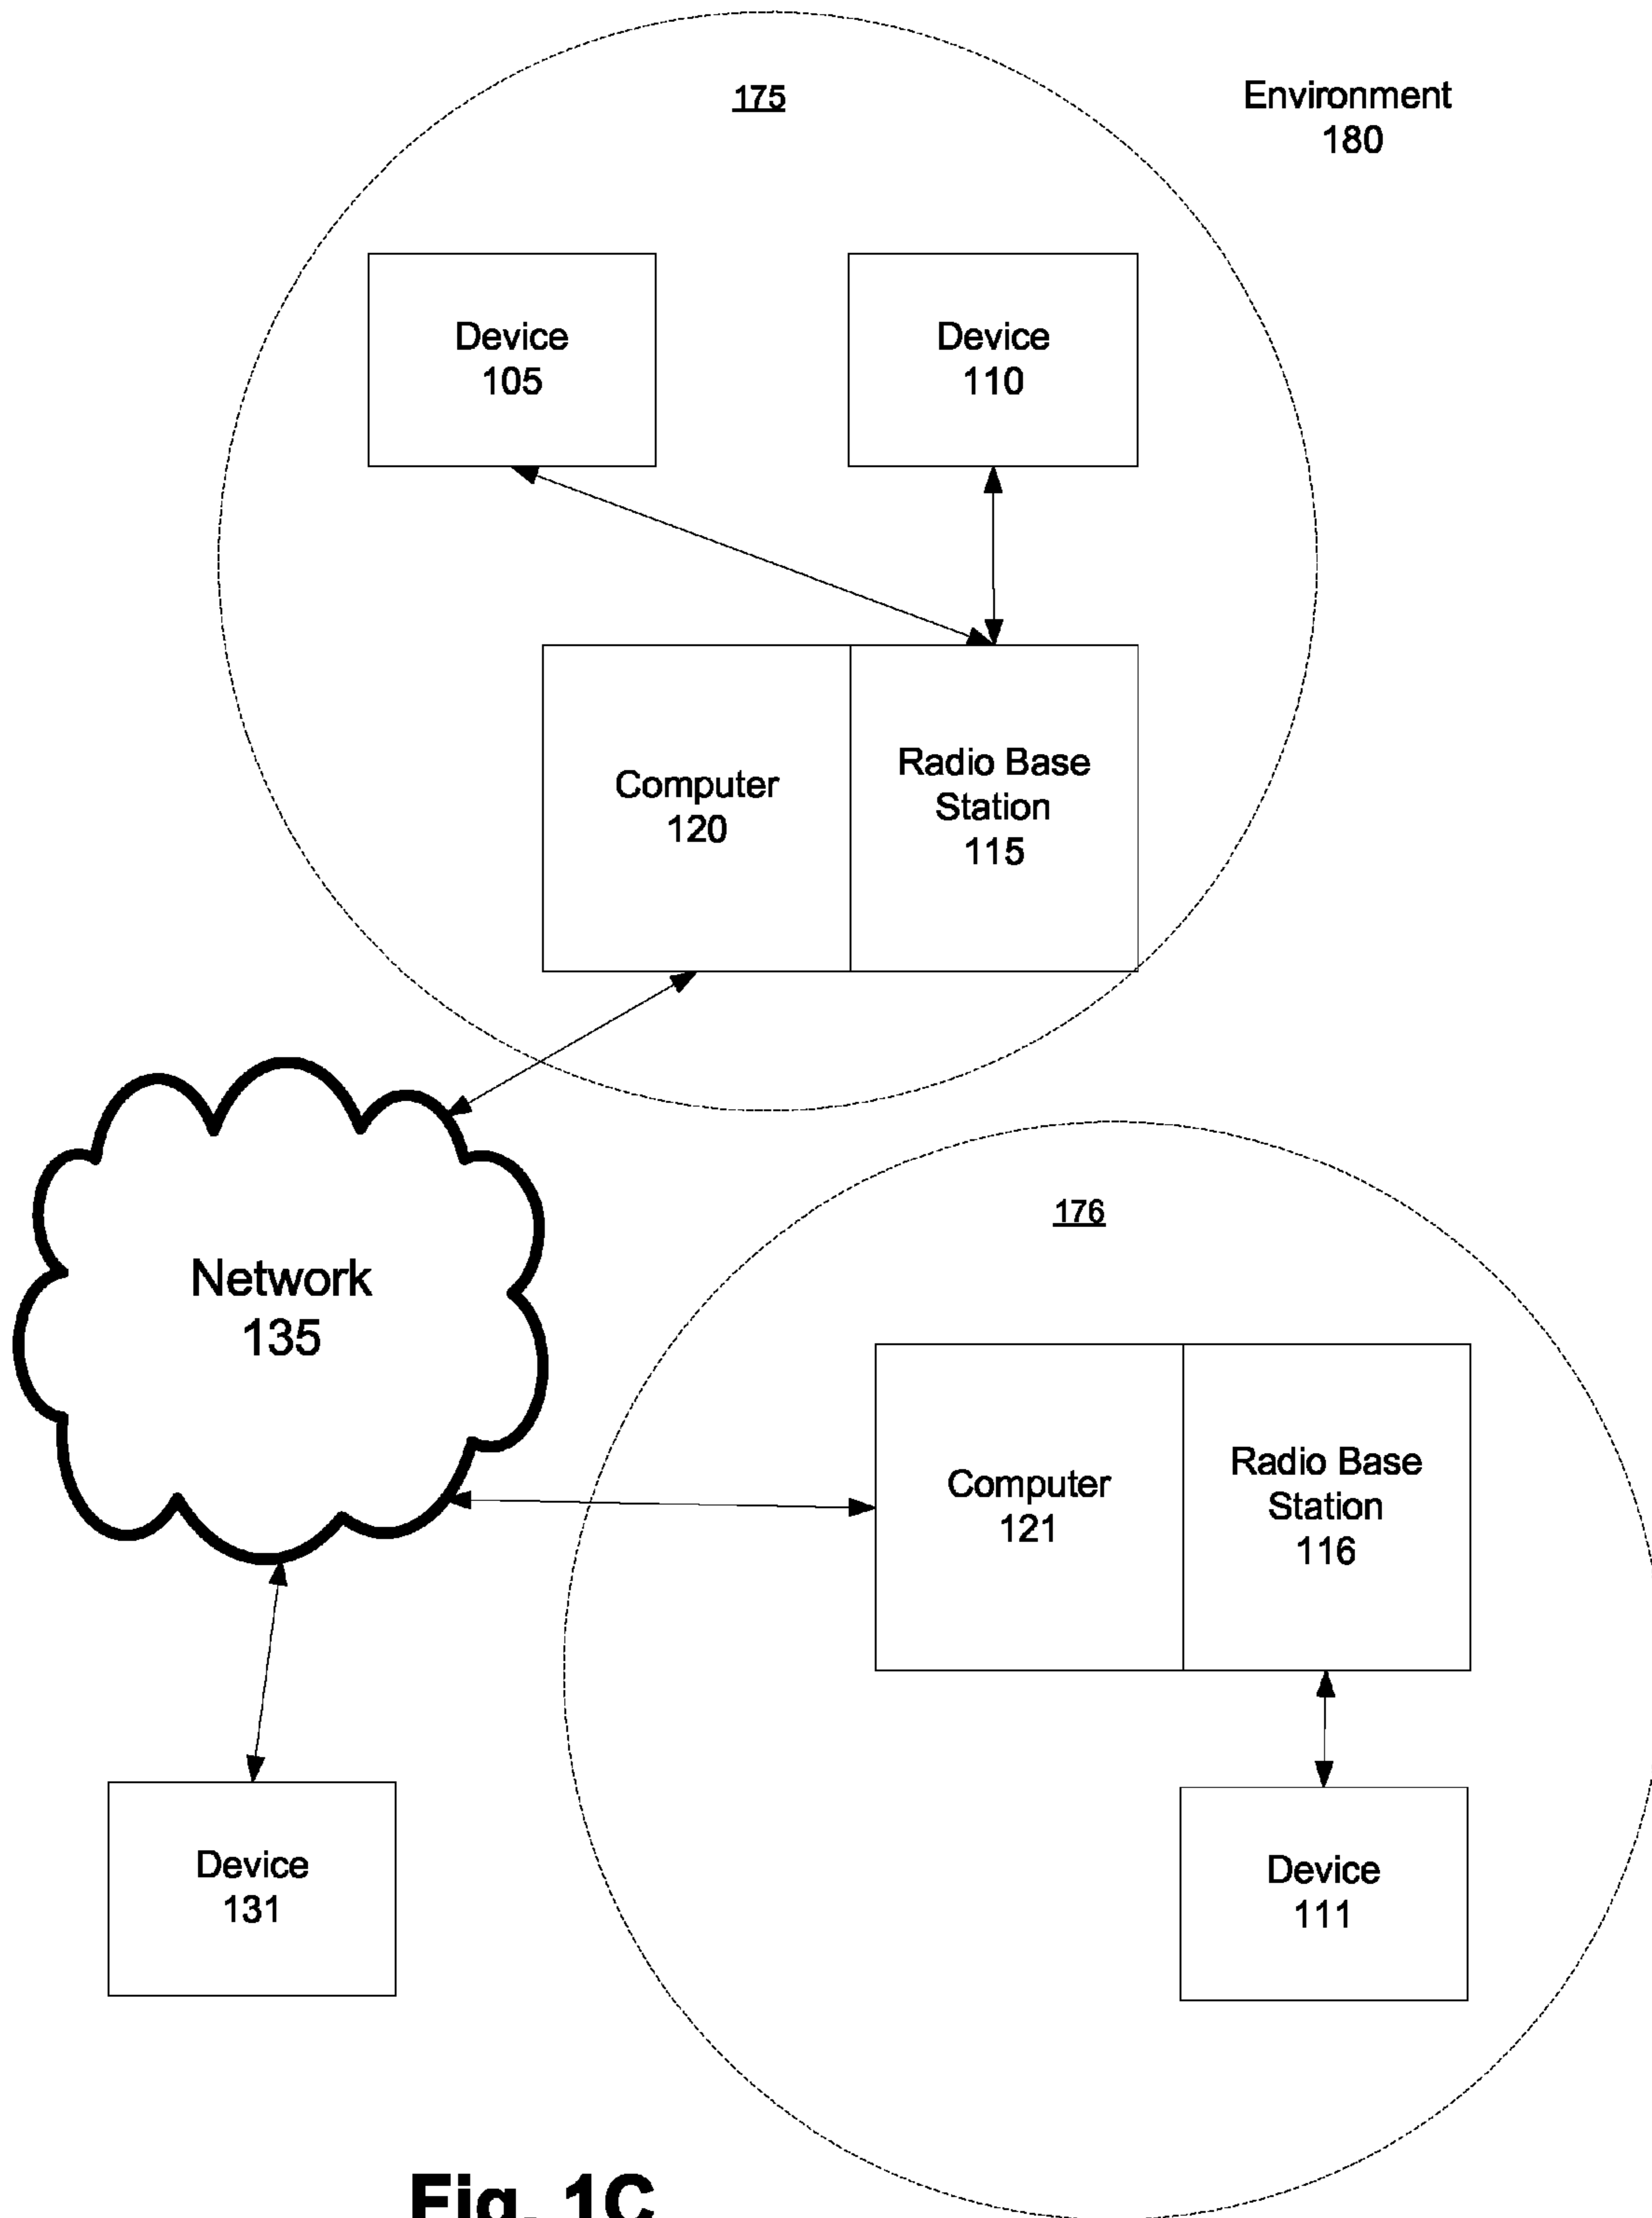 175
Environment
180
Device
105
Device
110
Computer
120
Radio Base
Station
115
Network
135
176
Computer
121
Radio Base
Station
116
Device
131
Device
111
Fig. 1C